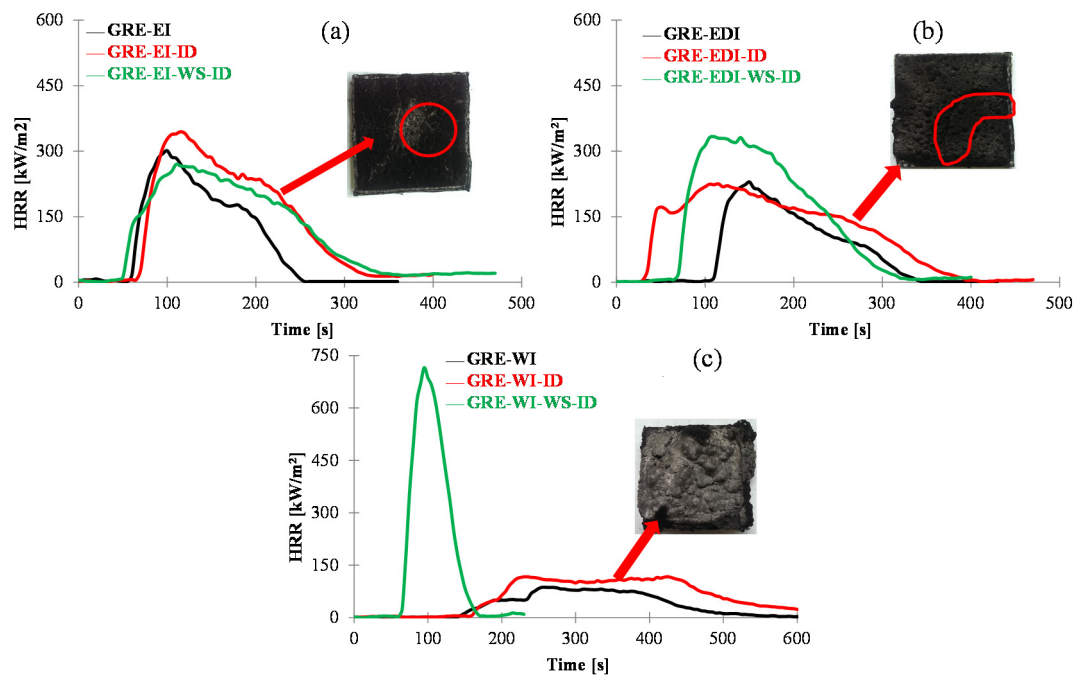 600
450
300
150
0
HRR [kW/m2]
0 100 200 300 400 500
Time [s]
GRE-EI
GRE-EI-ID
GRE-EI-WS-ID
(a)
600
450
300
150
0
HRR [kW/m²]
0 100 200 300 400 500
Time [s]
GRE-EDI
GRE-EDI-ID
GRE-EDI-WS-ID
(b)
750
600
450
300
150
0
HRR [kW/m²]
0 100 200 300 400 500 600
Time [s]
GRE-WI
GRE-WI-ID
GRE-WI-WS-ID
(c)